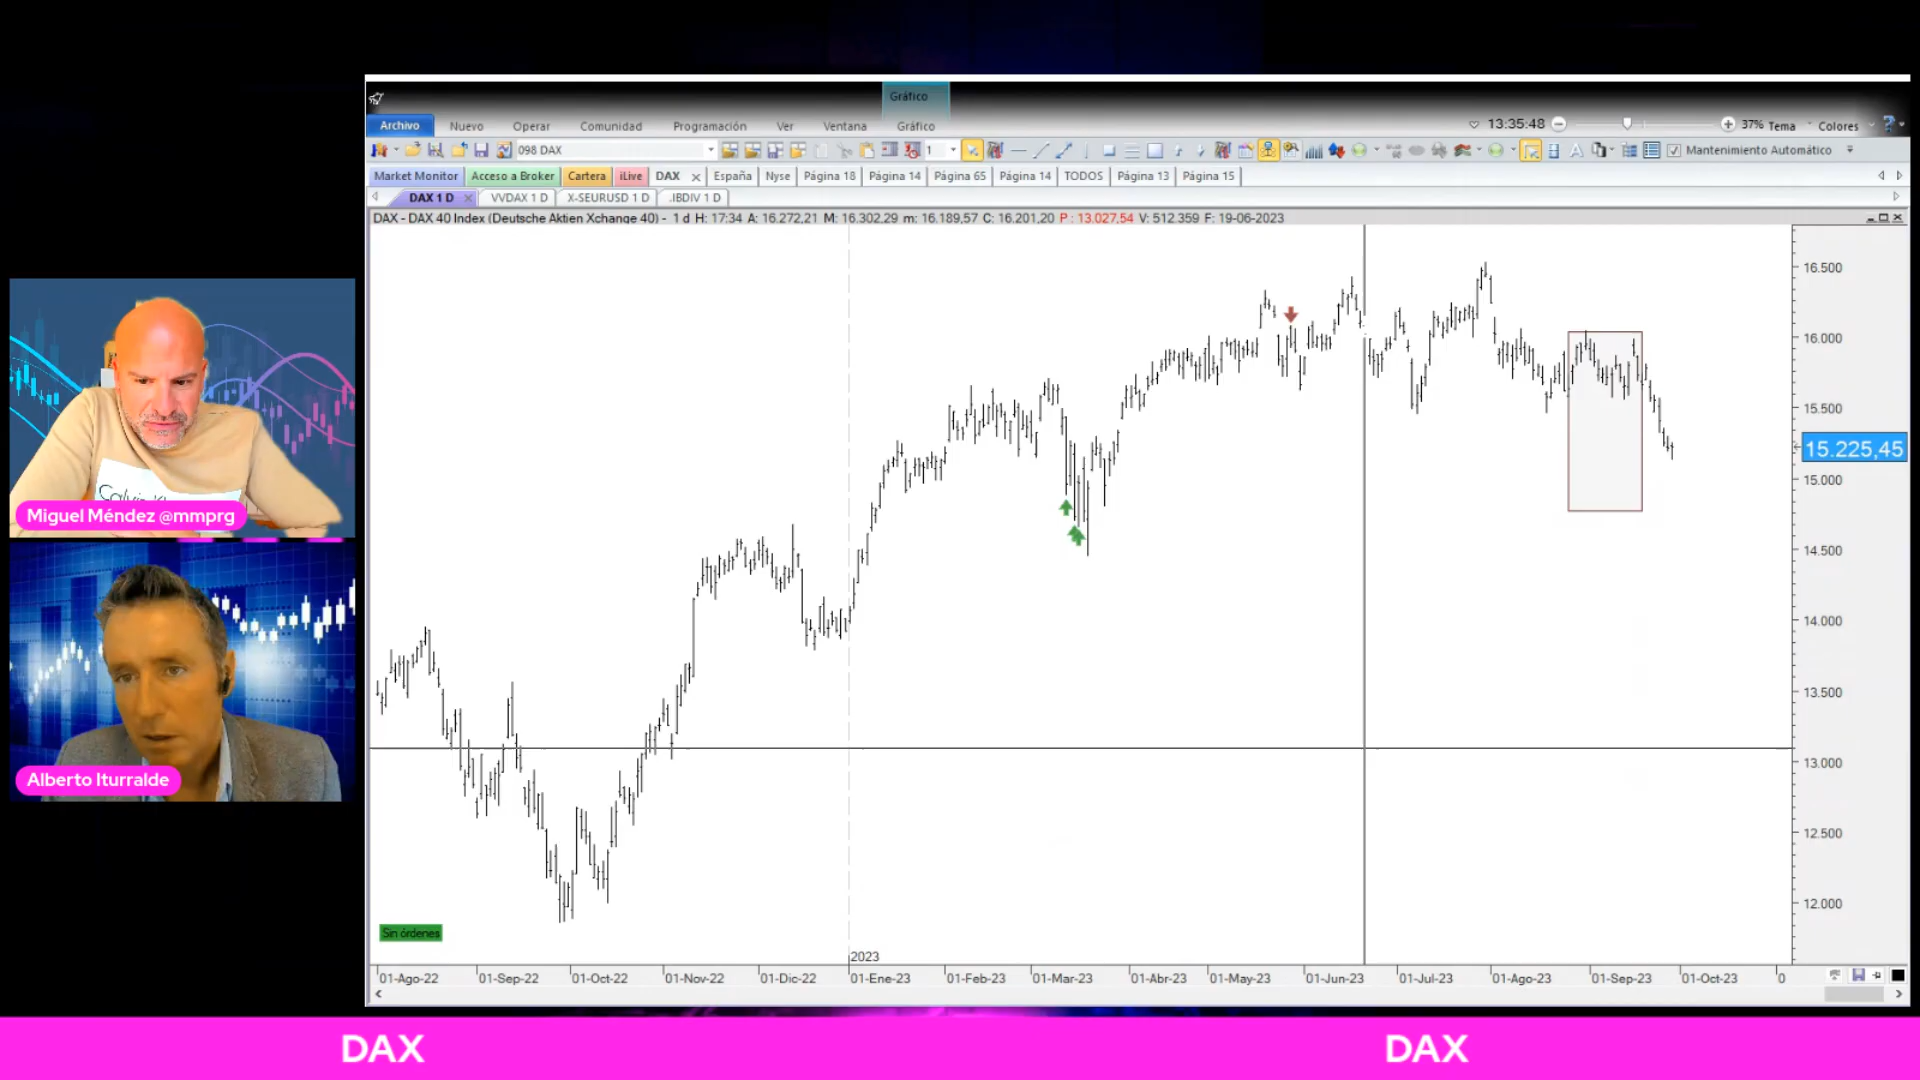 Gráfico
Archivo Nuevo Operar Comunidad Programación Ver Ventana Gráfico 13:35:48 37% Tema Colores
098 DAX 1 Mantenimiento Automático
Market Monitor Acceso a Broker Cartera iLive DAX España Nyse Página 18 Página 14 Página 65 Página 14 TODOS Página 13 Página 15
DAX 1 D VVDAX 1 D X-SEURUSD 1 D .IBDIV 1 D
DAX - DAX 40 Index (Deutsche Aktien Xchange 40) - 1 d H: 17:34 A: 16.272,21 M: 16.302,29 m: 16.189,57 C: 16.201,20 P : 13.027,54 V: 512.359 F: 19-06-2023
16.500
16.000
15.500
15.225,45
15.000
14.500
14.000
13.500
13.000
12.500
12.000
Calvin Kl
Miguel Méndez @mmprg
Alberto Iturralde
Sin órdenes
2023
01-Ago-22 01-Sep-22 01-Oct-22 01-Nov-22 01-Dic-22 01-Ene-23 01-Feb-23 01-Mar-23 01-Abr-23 01-May-23 01-Jun-23 01-Jul-23 01-Ago-23 01-Sep-23 01-Oct-23 0
DAX DAX